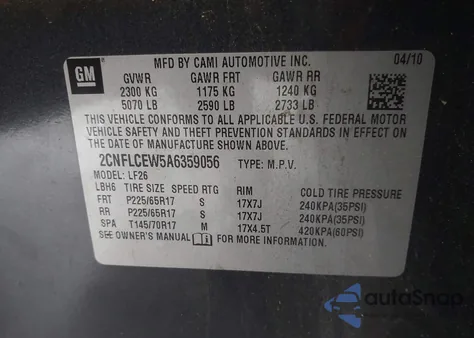 GM
MFD BY CAMI AUTOMOTIVE INC. 04/10
GVWR GAWR FRT GAWR RR
2300 KG 1175 KG 1240 KG
5070 LB 2590 LB 2733 LB
THIS VEHICLE CONFORMS TO ALL APPLICABLE U.S. FEDERAL MOTOR
VEHICLE SAFETY AND THEFT PREVENTION STANDARDS IN EFFECT ON
THE DATE OF MANUFACTURE SHOWN ABOVE.
2CNFLCEW5A6359056 TYPE: M.P.V.
MODEL: LF26
LBH6 TIRE SIZE SPEED RTG RIM COLD TIRE PRESSURE
FRT P225/65R17 S 17X7J 240KPA(35PSI)
RR P225/65R17 S 17X7J 240KPA(35PSI)
SPA T145/70R17 M 17X4.5T 420KPA(60PSI)
SEE OWNER'S MANUAL FOR MORE INFORMATION.
autoSnap